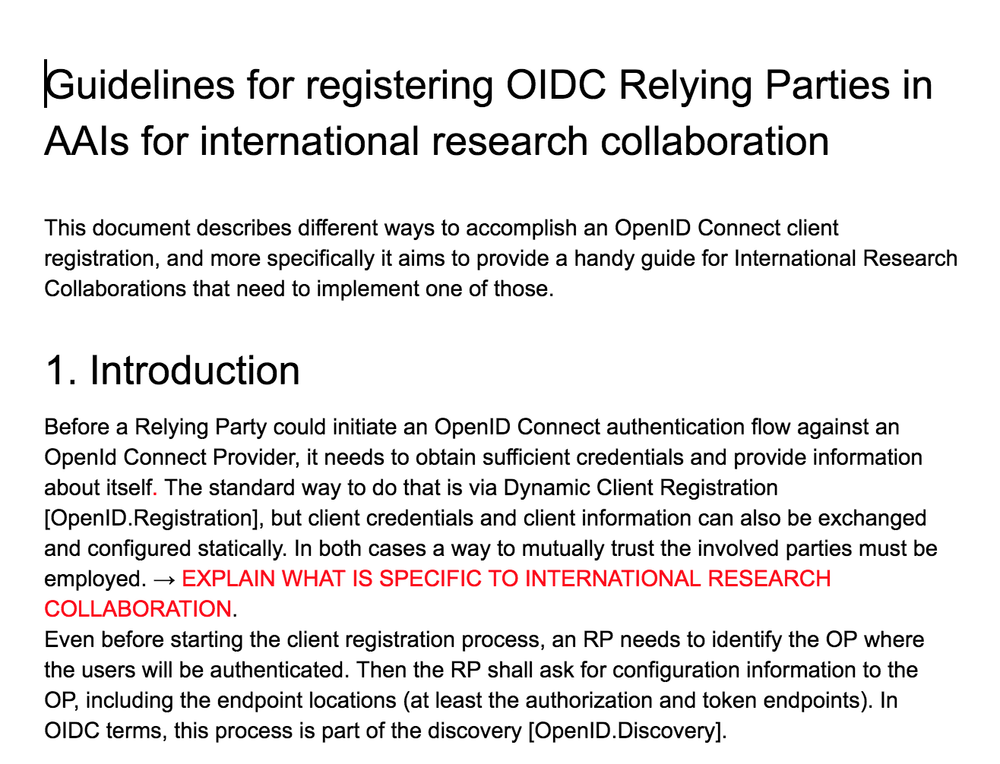 Guidelines for registering OIDC Relying Parties in
AAIs for international research collaboration
This document describes different ways to accomplish an OpenID Connect client
registration, and more specifically it aims to provide a handy guide for International Research
Collaborations that need to implement one of those.
1. Introduction
Before a Relying Party could initiate an OpenID Connect authentication flow against an
OpenId Connect Provider, it needs to obtain sufficient credentials and provide information
about itself. The standard way to do that is via Dynamic Client Registration
[OpenID.Registration], but client credentials and client information can also be exchanged
and configured statically. In both cases a way to mutually trust the involved parties must be
employed. → EXPLAIN WHAT IS SPECIFIC TO INTERNATIONAL RESEARCH
COLLABORATION.
Even before starting the client registration process, an RP needs to identify the OP where
the users will be authenticated. Then the RP shall ask for configuration information to the
OP, including the endpoint locations (at least the authorization and token endpoints). In
OIDC terms, this process is part of the discovery [OpenID.Discovery].